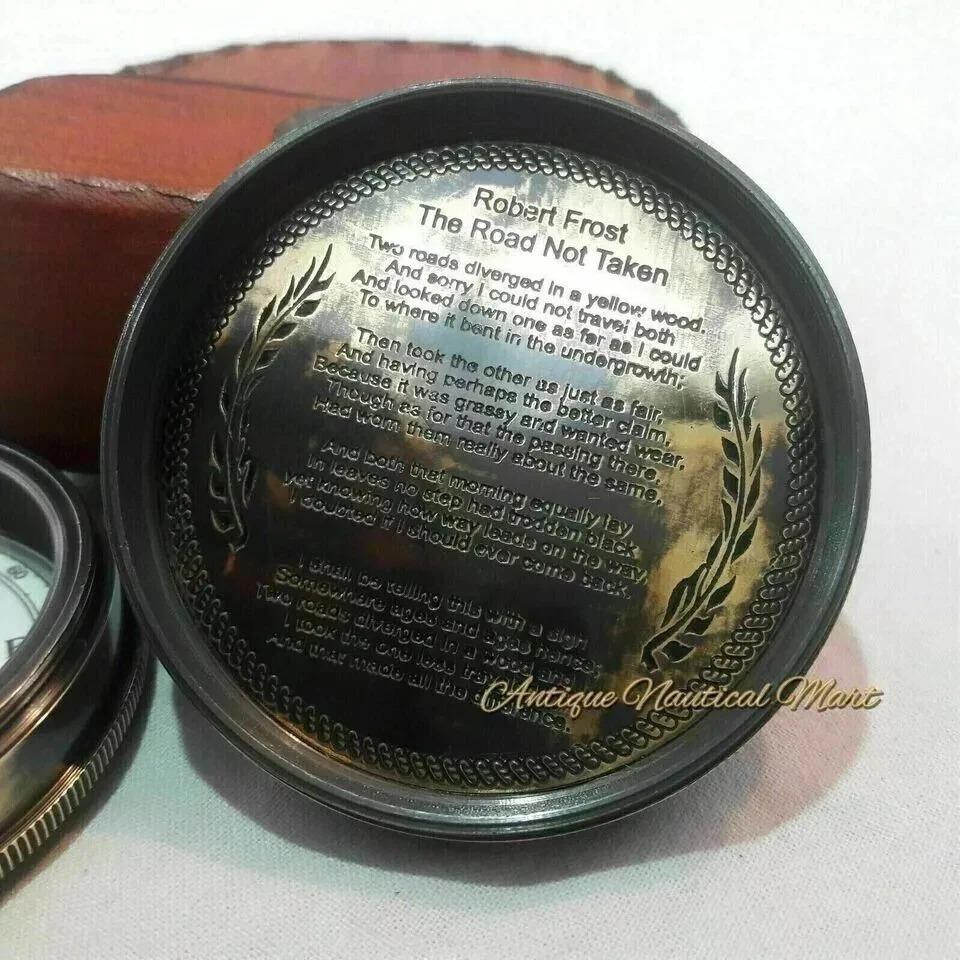 Robert Frost
The Road Not Taken
Two roads diverged in a yellow wood.
And sorry I could not travel both
And looked down one as far as I could
To where it bent in the undergrowth;
Then took the other as just as fair,
And having perhaps the better claim,
Because it was grassy and wanted wear,
Though as for that the passing there,
Had worn them really about the same,
And both that morning equally lay
In leaves no step had trodden black
yet knowing how way leads on the way,
I doubted if I should ever come back.
I shall be telling this with a sigh
Somewhere ages and ages hence;
Two roads diverged in a wood, and
I took the one less
And that made all the
Antique Nautical Mart
80